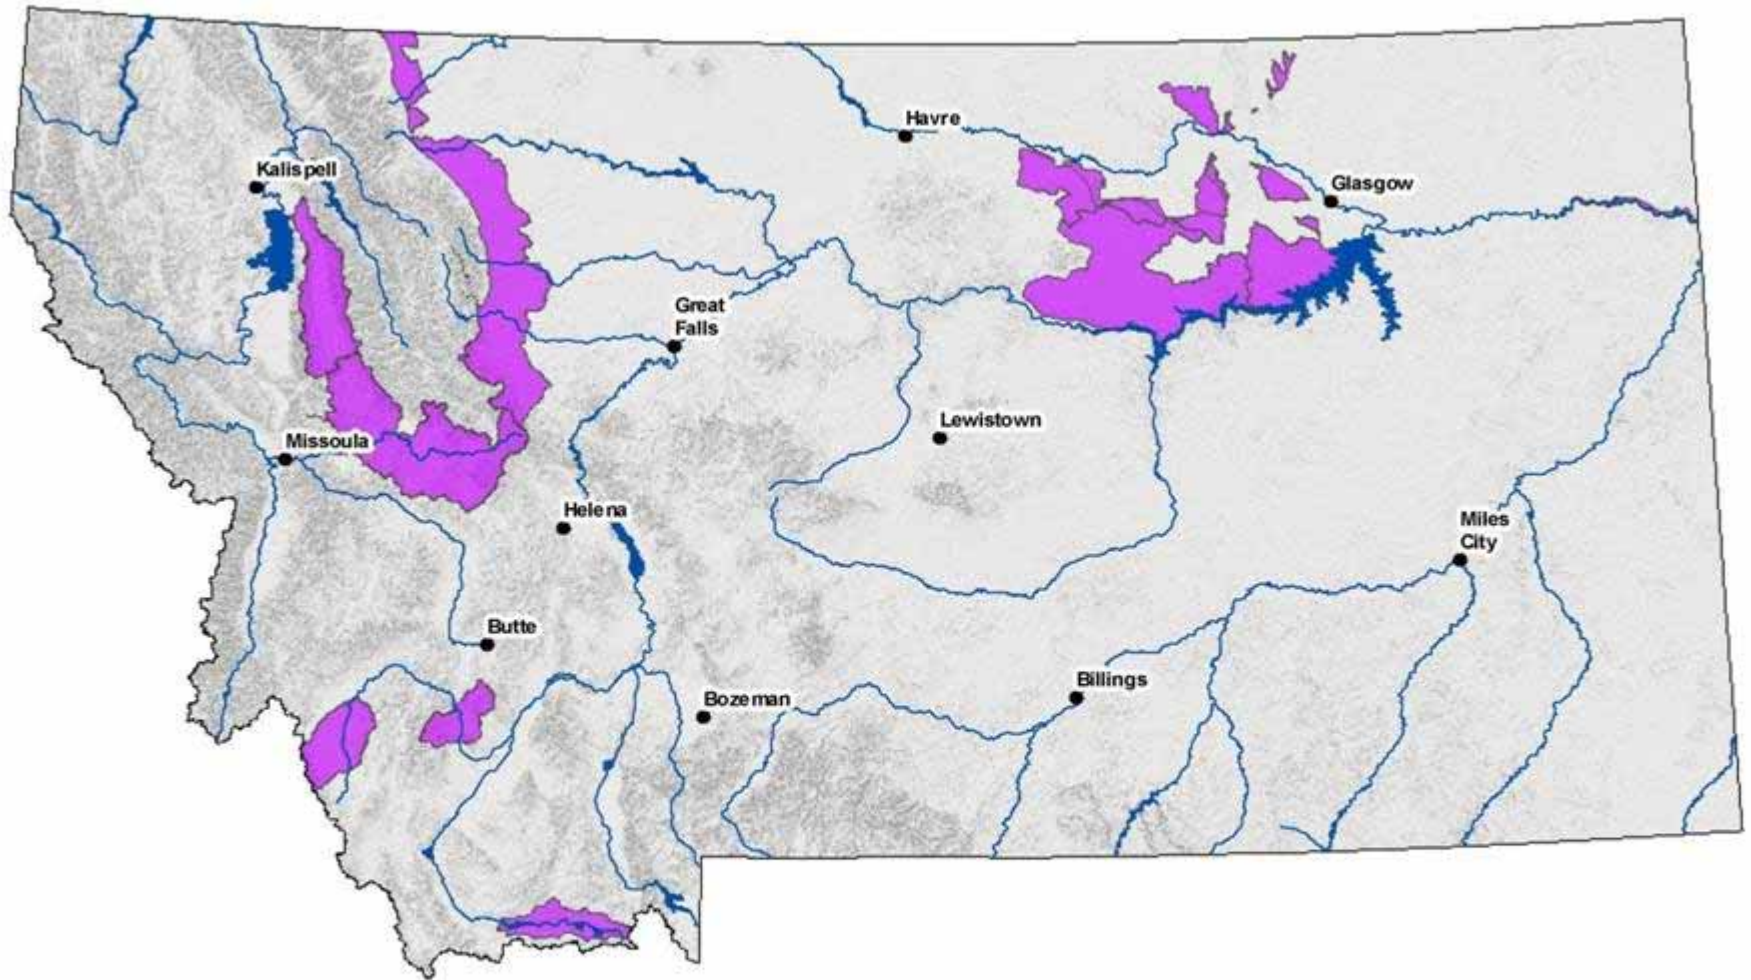 Havre
Kalispell
Glasgow
Great
Falls
Lewistown
Missoula
Helena
Miles
City
Butte
Billings
Bozeman